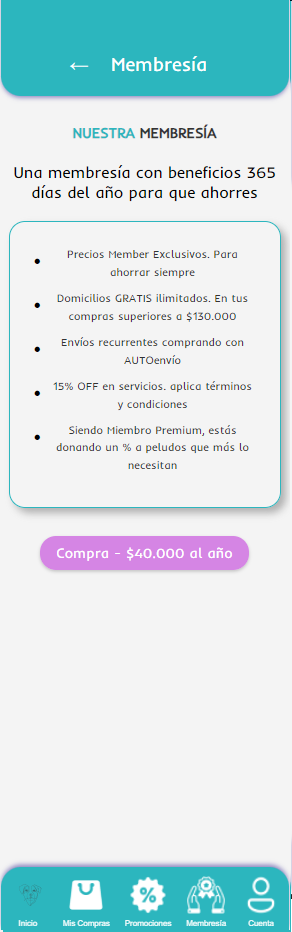 ← Membresía
NUESTRA MEMBRESÍA
Una membresía con beneficios 365
días del año para que ahorres
• Precios Member Exclusivos. Para
ahorrar siempre
• Domicilios GRATIS ilimitados. En tus
compras superiores a $130.000
• Envíos recurrentes comprando con
AUTOenvío
• 15% OFF en servicios. aplica términos
y condiciones
• Siendo Miembro Premium, estás
donando un % a peludos que más lo
necesitan
Compra - $40.000 al año
Inicio Mis Compras Promociones Membresía Cuenta